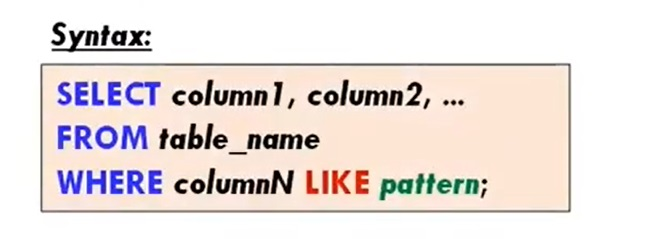 Syntax:
SELECT column1, column2, ...
FROM table_name
WHERE columnN LIKE pattern;